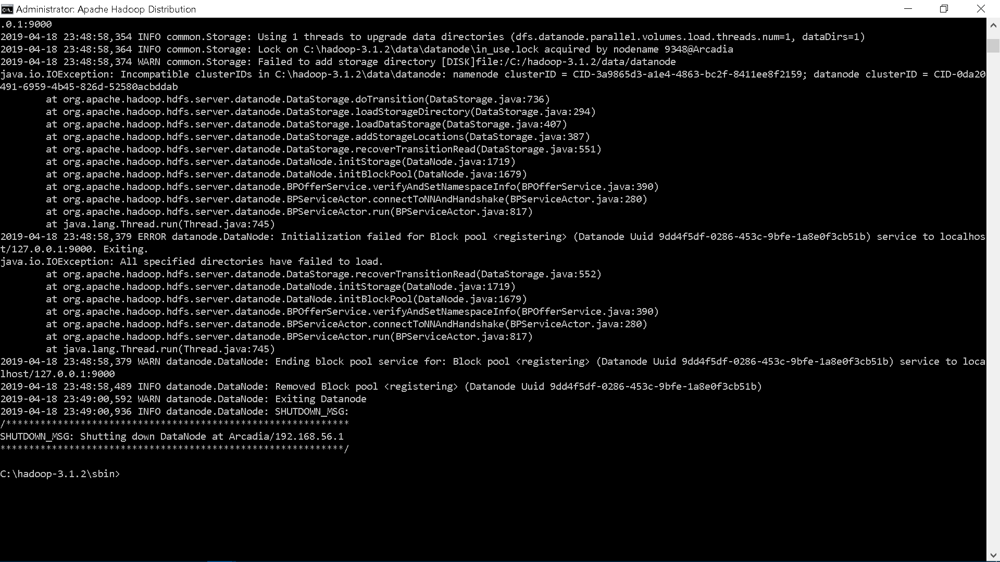 Administrator: Apache Hadoop Distribution
.0.1:9000
2019-04-18 23:48:58,354 INFO common.Storage: Using 1 threads to upgrade data directories (dfs.datanode.parallel.volumes.load.threads.num=1, dataDirs=1)
2019-04-18 23:48:58,364 INFO common.Storage: Lock on C:\hadoop-3.1.2\data\datanode\in_use.lock acquired by nodename 9348@Arcadia
2019-04-18 23:48:58,374 WARN common.Storage: Failed to add storage directory [DISK]file:/C:/hadoop-3.1.2/data/datanode
java.io.IOException: Incompatible clusterIDs in C:\hadoop-3.1.2\data\datanode: namenode clusterID = CID-3a9865d3-a1e4-4863-bc2f-8411ee8f2159; datanode clusterID = CID-0da20
491-6959-4b45-826d-52580acbddab
        at org.apache.hadoop.hdfs.server.datanode.DataStorage.doTransition(DataStorage.java:736)
        at org.apache.hadoop.hdfs.server.datanode.DataStorage.loadStorageDirectory(DataStorage.java:294)
        at org.apache.hadoop.hdfs.server.datanode.DataStorage.loadDataStorage(DataStorage.java:407)
        at org.apache.hadoop.hdfs.server.datanode.DataStorage.addStorageLocations(DataStorage.java:387)
        at org.apache.hadoop.hdfs.server.datanode.DataStorage.recoverTransitionRead(DataStorage.java:551)
        at org.apache.hadoop.hdfs.server.datanode.DataNode.initStorage(DataNode.java:1719)
        at org.apache.hadoop.hdfs.server.datanode.DataNode.initBlockPool(DataNode.java:1679)
        at org.apache.hadoop.hdfs.server.datanode.BPOfferService.verifyAndSetNamespaceInfo(BPOfferService.java:390)
        at org.apache.hadoop.hdfs.server.datanode.BPServiceActor.connectToNNAndHandshake(BPServiceActor.java:280)
        at org.apache.hadoop.hdfs.server.datanode.BPServiceActor.run(BPServiceActor.java:817)
        at java.lang.Thread.run(Thread.java:745)
2019-04-18 23:48:58,379 ERROR datanode.DataNode: Initialization failed for Block pool <registering> (Datanode Uuid 9dd4f5df-0286-453c-9bfe-1a8e0f3cb51b) service to localhos
t/127.0.0.1:9000. Exiting.
java.io.IOException: All specified directories have failed to load.
        at org.apache.hadoop.hdfs.server.datanode.DataStorage.recoverTransitionRead(DataStorage.java:552)
        at org.apache.hadoop.hdfs.server.datanode.DataNode.initStorage(DataNode.java:1719)
        at org.apache.hadoop.hdfs.server.datanode.DataNode.initBlockPool(DataNode.java:1679)
        at org.apache.hadoop.hdfs.server.datanode.BPOfferService.verifyAndSetNamespaceInfo(BPOfferService.java:390)
        at org.apache.hadoop.hdfs.server.datanode.BPServiceActor.connectToNNAndHandshake(BPServiceActor.java:280)
        at org.apache.hadoop.hdfs.server.datanode.BPServiceActor.run(BPServiceActor.java:817)
        at java.lang.Thread.run(Thread.java:745)
2019-04-18 23:48:58,379 WARN datanode.DataNode: Ending block pool service for: Block pool <registering> (Datanode Uuid 9dd4f5df-0286-453c-9bfe-1a8e0f3cb51b) service to loca
lhost/127.0.0.1:9000
2019-04-18 23:48:58,489 INFO datanode.DataNode: Removed Block pool <registering> (Datanode Uuid 9dd4f5df-0286-453c-9bfe-1a8e0f3cb51b)
2019-04-18 23:49:00,592 WARN datanode.DataNode: Exiting Datanode
2019-04-18 23:49:00,936 INFO datanode.DataNode: SHUTDOWN_MSG:
/************************************************************
SHUTDOWN_MSG: Shutting down DataNode at Arcadia/192.168.56.1
************************************************************/
C:\hadoop-3.1.2\sbin>